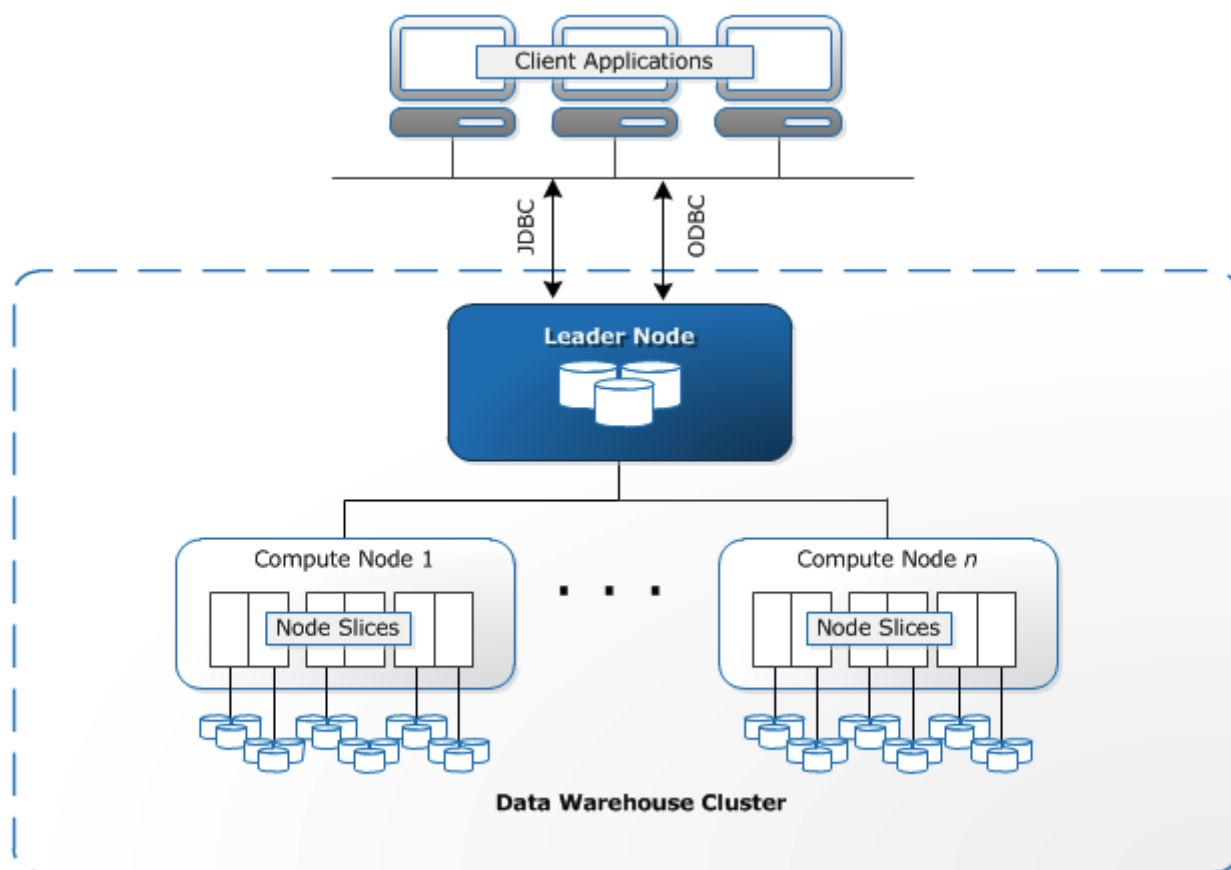 Client Applications
JDBC
ODBC
Leader Node
Compute Node 1
Compute Node n
. . .
Node Slices
Node Slices
Data Warehouse Cluster